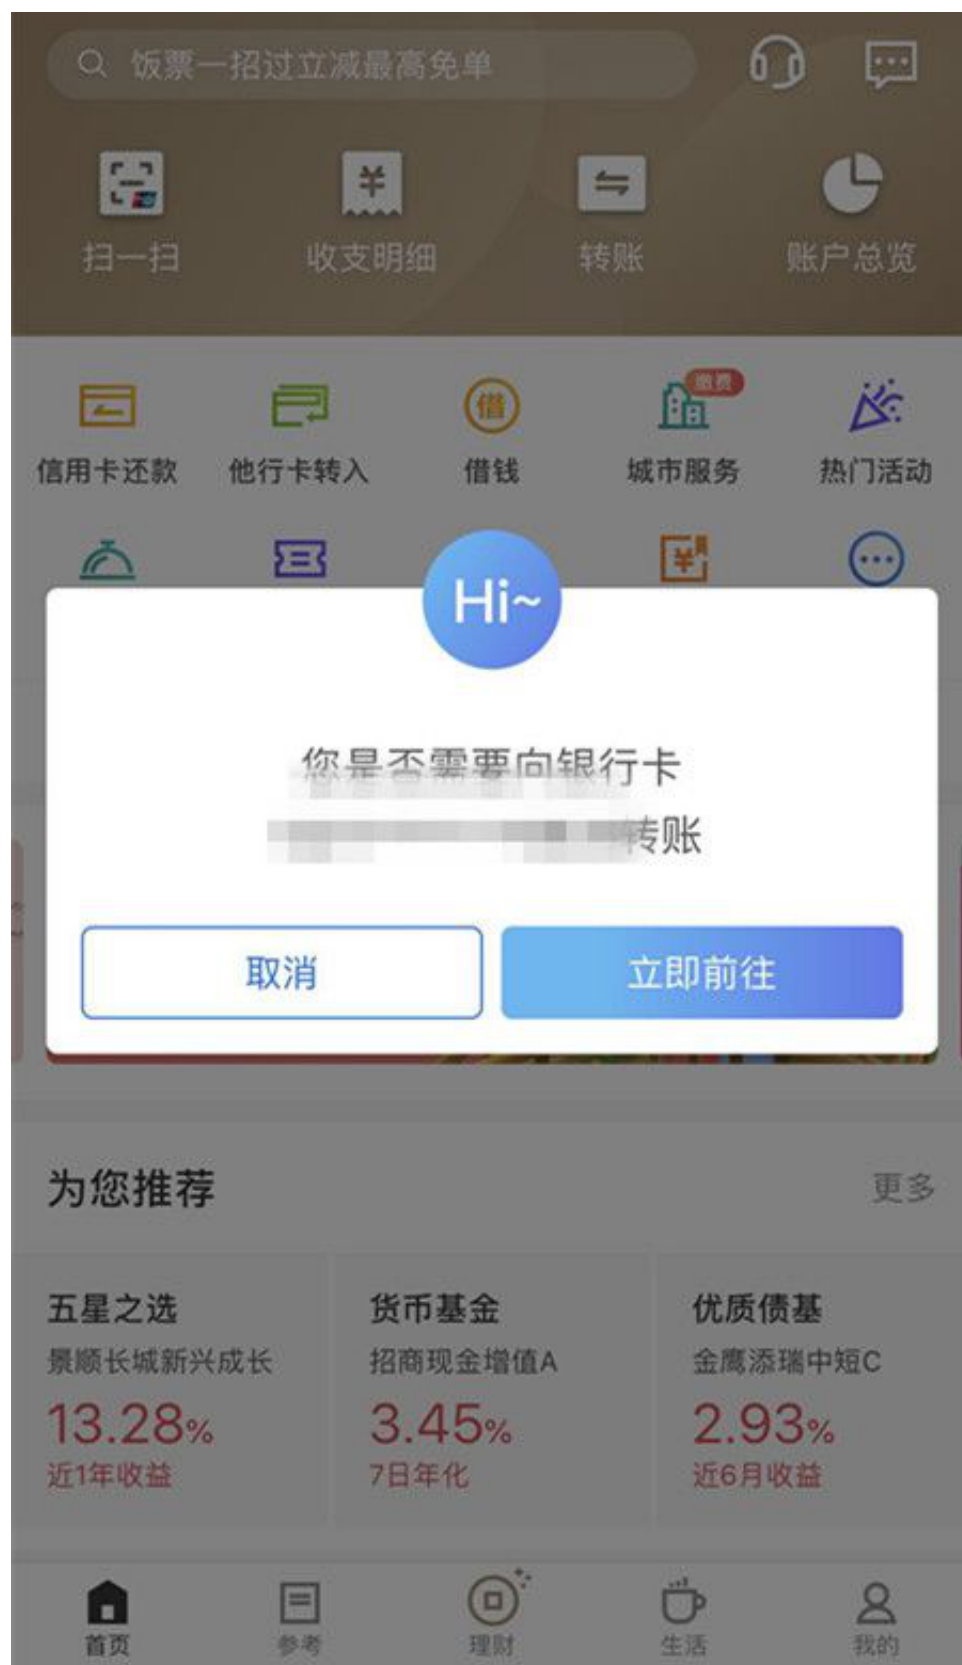 饭票一招过立减最高免单
扫一扫
收支明细
转账
账户总览
缴费
借
信用卡还款
他行卡转入
借钱
城市服务
热门活动
Hi~
您是否需要向银行卡
转账
取消
立即前往
为您推荐
更多
五星之选
货币基金
优质债基
景顺长城新兴成长
招商现金增值A
金鹰添瑞中短C
13.28%
3.45%
2.93%
近1年收益
7日年化
近6月收益
首页
参考
理财
生活
我的